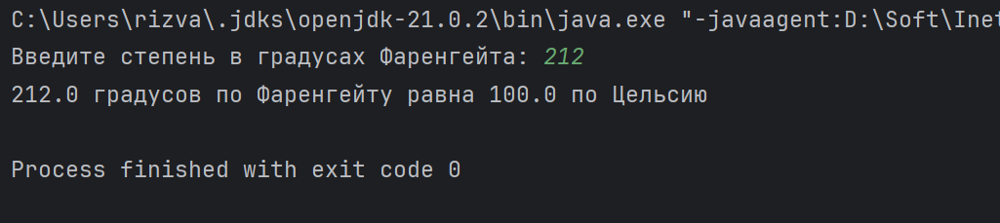 C:\Users\rizva\.jdks\openjdk-21.0.2\bin\java.exe "-javaagent:D:\Soft\Inet
Введите степень в градусах Фаренгейта: 212
212.0 градусов по Фаренгейту равна 100.0 по Цельсию
Process finished with exit code 0